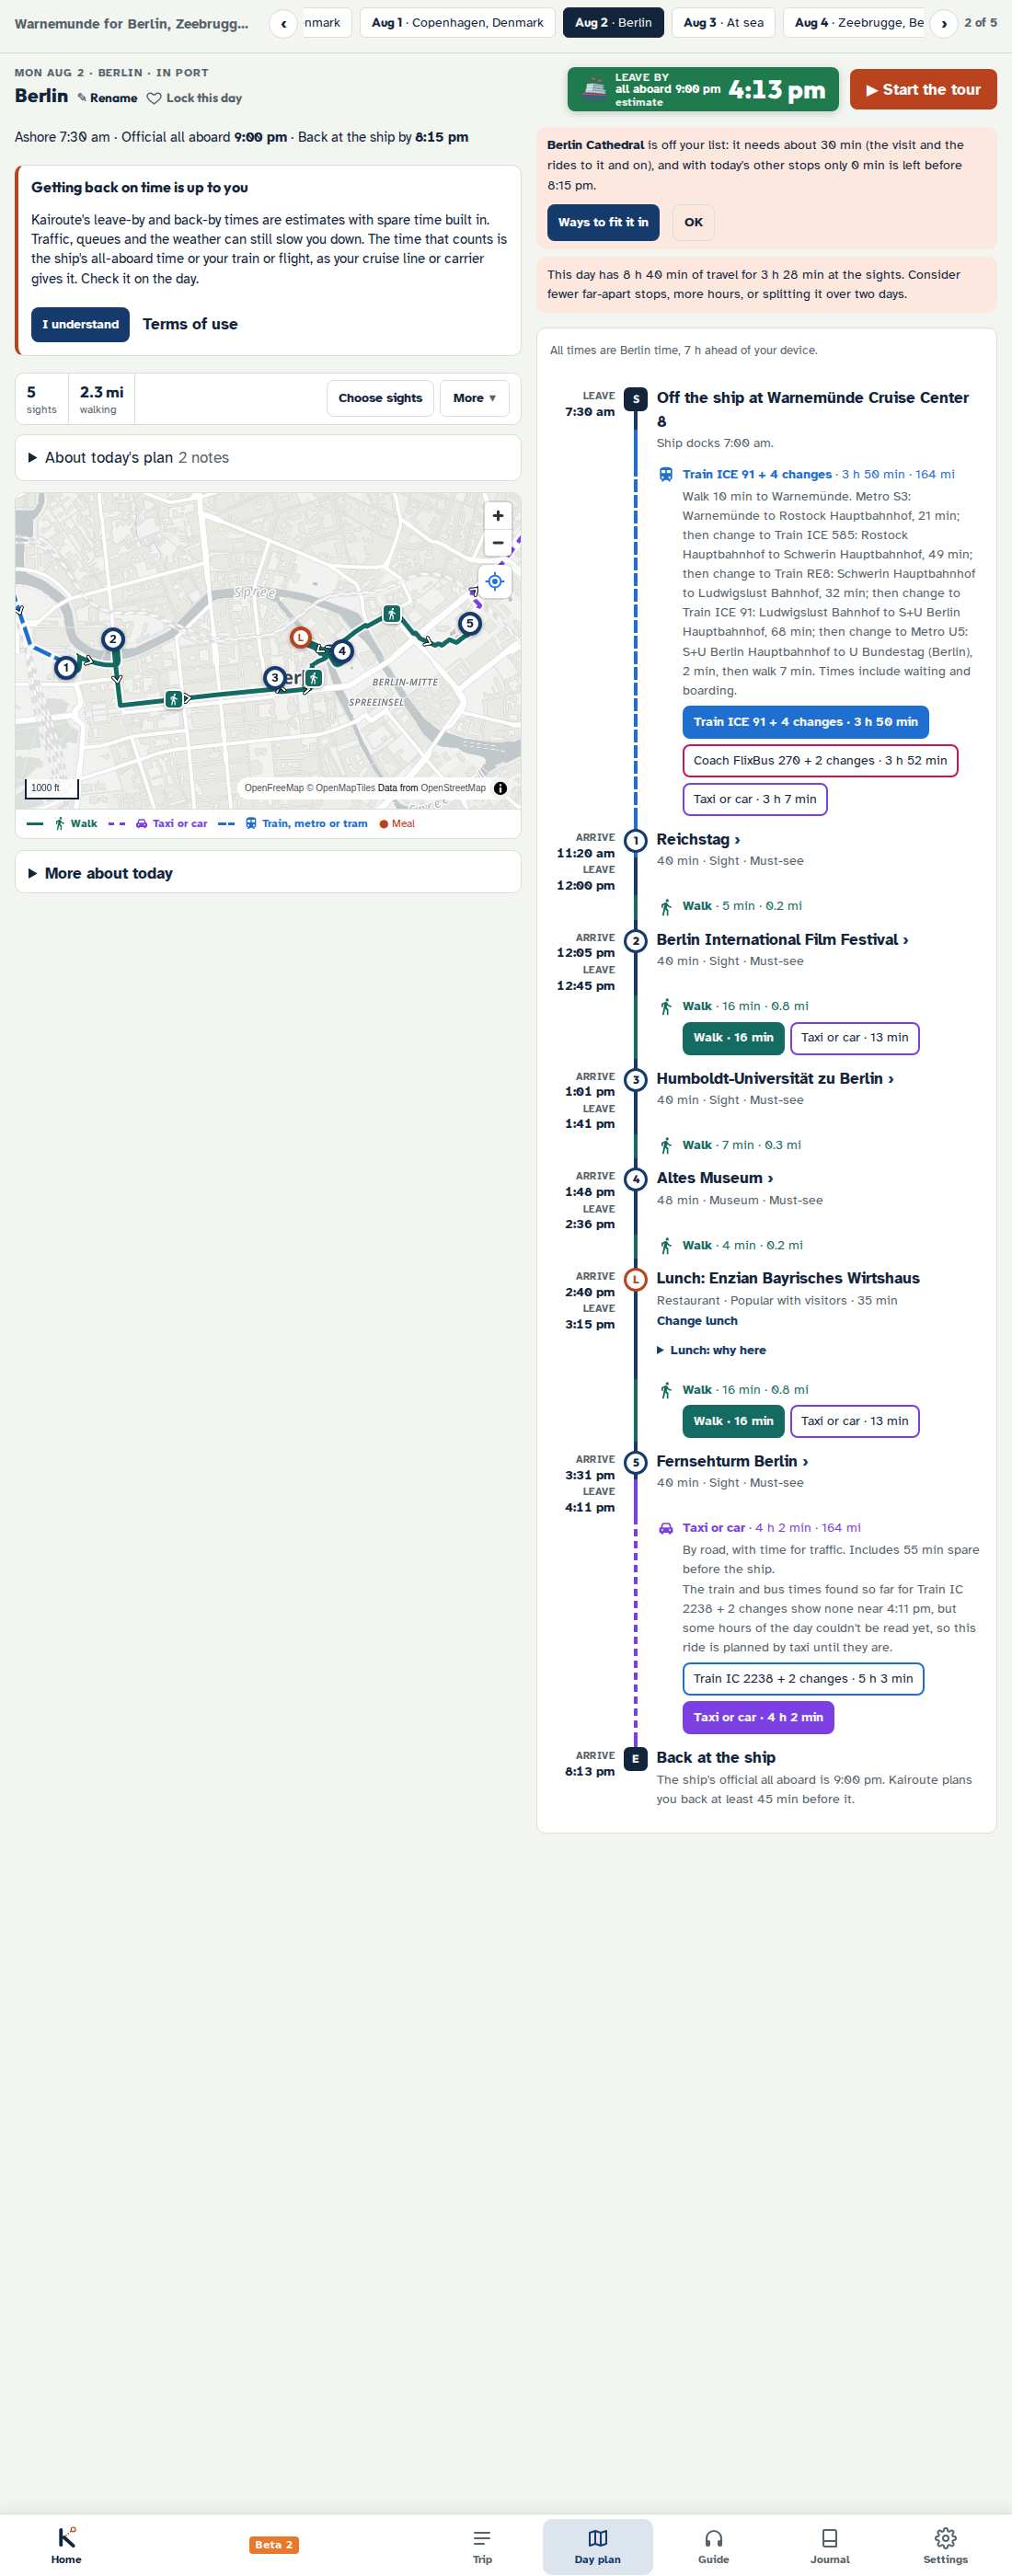 Warnemunde for Berlin, Zeebrugg...
‹
nmark
Aug 1 · Copenhagen, Denmark
Aug 2 · Berlin
Aug 3 · At sea
Aug 4 · Zeebrugge, Be
›
2 of 5
MON AUG 2 · BERLIN · IN PORT
Berlin ✎ Rename Lock this day
LEAVE BY
all aboard 9:00 pm
estimate
4:13 pm
▶ Start the tour
Ashore 7:30 am · Official all aboard 9:00 pm · Back at the ship by 8:15 pm
Getting back on time is up to you
Kairoute's leave-by and back-by times are estimates with spare time built in.
Traffic, queues and the weather can still slow you down. The time that counts is
the ship's all-aboard time or your train or flight, as your cruise line or carrier
gives it. Check it on the day.
I understand
Terms of use
5
sights
2.3 mi
walking
Choose sights
More ▾
▶ About today's plan 2 notes
Spree
1
2
3
4
5
L
BERLIN-MITTE
SPREEINSEL
Spree
+
−
1000 ft
OpenFreeMap © OpenMapTiles Data from OpenStreetMap
Walk
Taxi or car
Train, metro or tram
Meal
▶ More about today
Berlin Cathedral is off your list: it needs about 30 min (the visit and the
rides to it and on), and with today's other stops only 0 min is left before
8:15 pm.
Ways to fit it in
OK
This day has 8 h 40 min of travel for 3 h 28 min at the sights. Consider
fewer far-apart stops, more hours, or splitting it over two days.
All times are Berlin time, 7 h ahead of your device.
LEAVE
7:30 am
S
Off the ship at Warnemünde Cruise Center
8
Ship docks 7:00 am.
Train ICE 91 + 4 changes · 3 h 50 min · 164 mi
Walk 10 min to Warnemünde. Metro S3:
Warnemünde to Rostock Hauptbahnhof, 21 min;
then change to Train ICE 585: Rostock
Hauptbahnhof to Schwerin Hauptbahnhof, 49 min;
then change to Train RE8: Schwerin Hauptbahnhof
to Ludwigslust Bahnhof, 32 min; then change to
Train ICE 91: Ludwigslust Bahnhof to S+U Berlin
Hauptbahnhof, 68 min; then change to Metro U5:
S+U Berlin Hauptbahnhof to U Bundestag (Berlin),
2 min, then walk 7 min. Times include waiting and
boarding.
Train ICE 91 + 4 changes · 3 h 50 min
Coach FlixBus 270 + 2 changes · 3 h 52 min
Taxi or car · 3 h 7 min
ARRIVE
11:20 am
LEAVE
12:00 pm
1
Reichstag ›
40 min · Sight · Must-see
Walk · 5 min · 0.2 mi
ARRIVE
12:05 pm
LEAVE
12:45 pm
2
Berlin International Film Festival ›
40 min · Sight · Must-see
Walk · 16 min · 0.8 mi
Walk · 16 min
Taxi or car · 13 min
ARRIVE
1:01 pm
LEAVE
1:41 pm
3
Humboldt-Universität zu Berlin ›
40 min · Sight · Must-see
Walk · 7 min · 0.3 mi
ARRIVE
1:48 pm
LEAVE
2:36 pm
4
Altes Museum ›
48 min · Museum · Must-see
Walk · 4 min · 0.2 mi
ARRIVE
2:40 pm
LEAVE
3:15 pm
L
Lunch: Enzian Bayrisches Wirtshaus
Restaurant · Popular with visitors · 35 min
Change lunch
▶ Lunch: why here
Walk · 16 min · 0.8 mi
Walk · 16 min
Taxi or car · 13 min
ARRIVE
3:31 pm
LEAVE
4:11 pm
5
Fernsehturm Berlin ›
40 min · Sight · Must-see
Taxi or car · 4 h 2 min · 164 mi
By road, with time for traffic. Includes 55 min spare
before the ship.
The train and bus times found so far for Train IC
2238 + 2 changes show none near 4:11 pm, but
some hours of the day couldn't be read yet, so this
ride is planned by taxi until they are.
Train IC 2238 + 2 changes · 5 h 3 min
Taxi or car · 4 h 2 min
ARRIVE
8:13 pm
E
Back at the ship
The ship's official all aboard is 9:00 pm. Kairoute plans
you back at least 45 min before it.
Home
Beta 2
Trip
Day plan
Guide
Journal
Settings